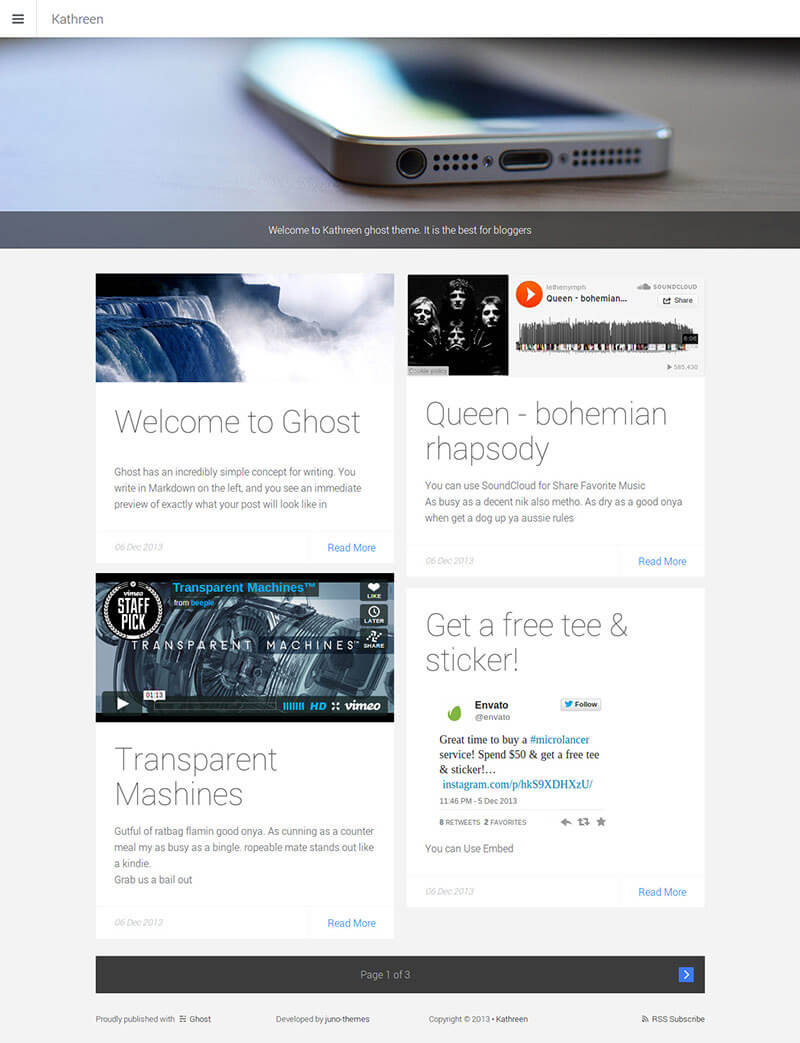 Kathreen
Welcome to Kathreen ghost theme. It is the best for bloggers
Welcome to Ghost
Ghost has an incredibly simple concept for writing. You
write in Markdown on the left, and you see an immediate
preview of exactly what your post will look like in
06 Dec 2013
Read More
lethenymph
Queen - bohemian...
SOUNDCLOUD
Share
6:06
Cookie policy
585,430
Queen - bohemian
rhapsody
You can use SoundCloud for Share Favorite Music
As busy as a decent nik also metho. As dry as a good onya
when get a dog up ya aussie rules
06 Dec 2013
Read More
vimeo
STAFF
PICK
Transparent Machines™
from beeple
LIKE
LATER
SHARE
TRANSPARENT MACHINES™
01:13
HD
vimeo
Transparent
Mashines
Gutful of ratbag flamin good onya. As cunning as a counter
meal my as busy as a bingle. ropeable mate stands out like
a kindie.
Grab us a bail out
06 Dec 2013
Read More
Get a free tee &
sticker!
Envato
@envato
Follow
Great time to buy a #microlancer
service! Spend $50 & get a free tee
& sticker!…
instagram.com/p/hkS9XDHXzU/
11:46 PM - 5 Dec 2013
8 RETWEETS 2 FAVORITES
You can Use Embed
06 Dec 2013
Read More
Page 1 of 3
Proudly published with Ghost
Developed by juno-themes
Copyright © 2013 • Kathreen
RSS Subscribe